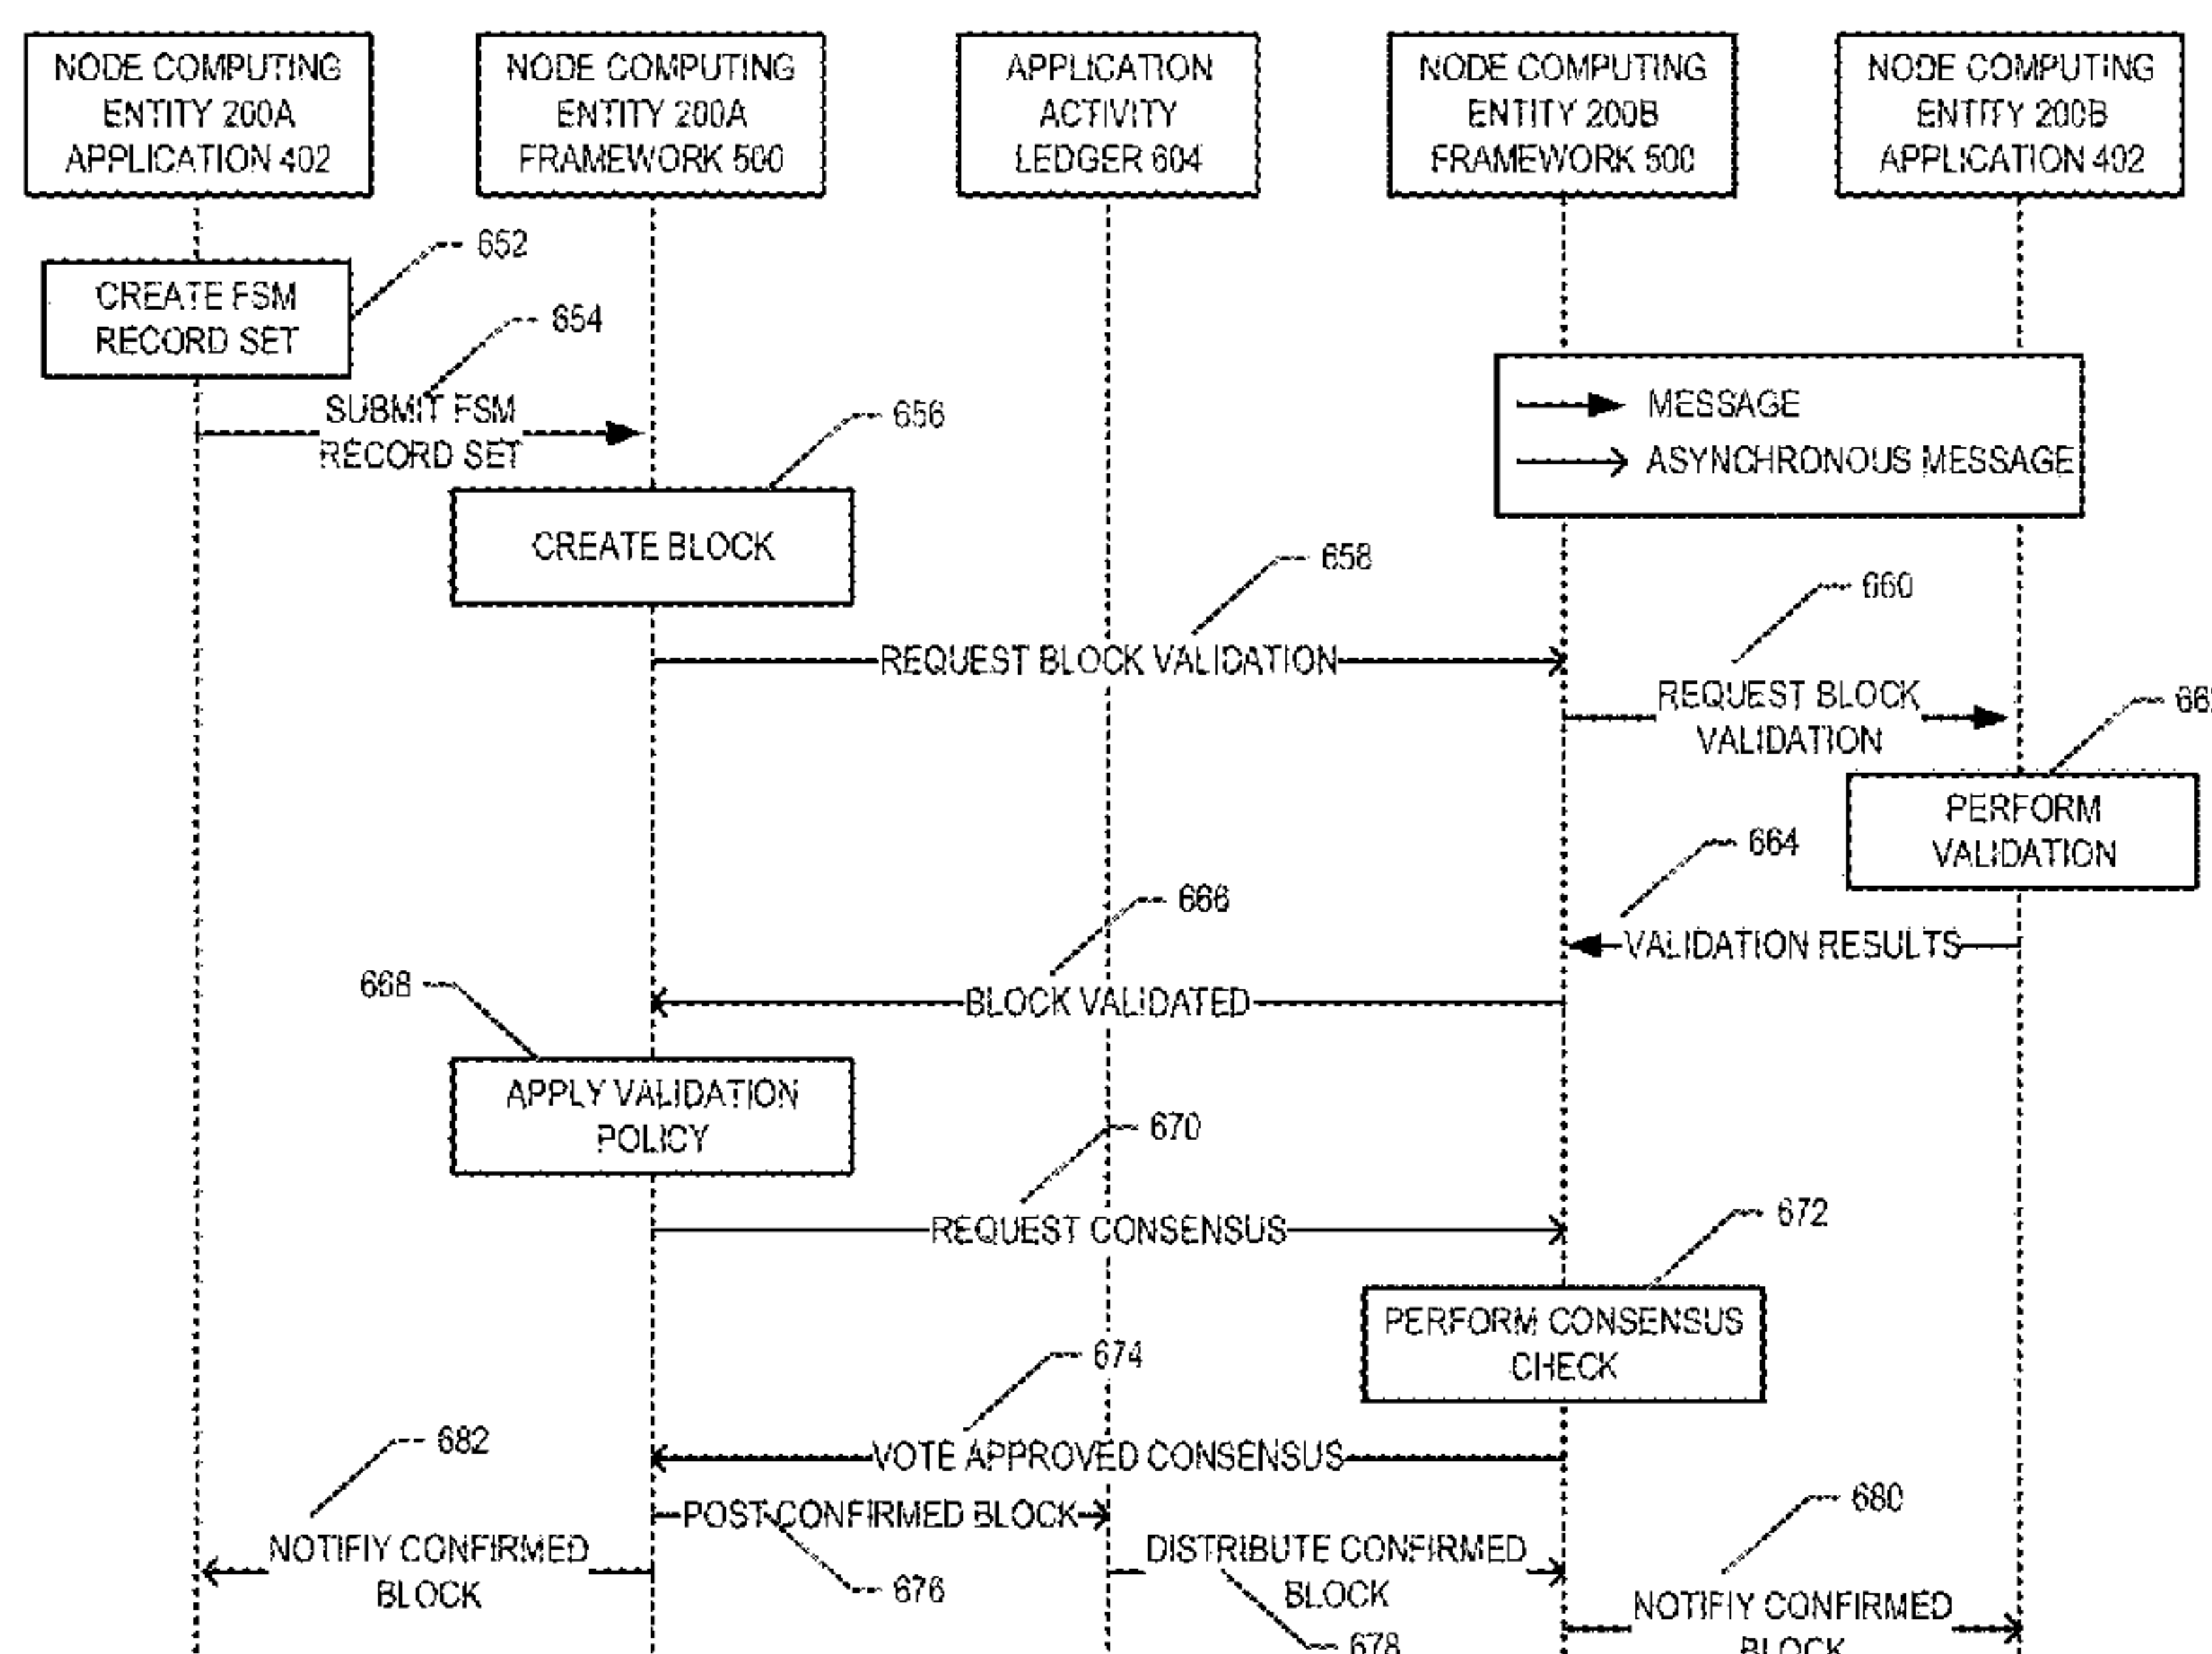 NODE COMPUTING
ENTITY 200A
APPLICATION 402
NODE COMPUTING
ENTITY 200A
FRAMEWORK 500
APPLICATION
ACTIVITY
LEDGER 604
NODE COMPUTING
ENTITY 200B
FRAMEWORK 500
NODE COMPUTING
ENTITY 200B
APPLICATION 402
652
CREATE FSM
RECORD SET
654
SUBMIT FSM
RECORD SET
656
CREATE BLOCK
MESSAGE
ASYNCHRONOUS MESSAGE
658
REQUEST BLOCK VALIDATION
660
REQUEST BLOCK
VALIDATION
PERFORM
VALIDATION
664
VALIDATION RESULTS
666
BLOCK VALIDATED
668
APPLY VALIDATION
POLICY
670
REQUEST CONSENSUS
672
PERFORM CONSENSUS
CHECK
674
VOTE APPROVED CONSENSUS
682
POST CONFIRMED BLOCK
676
NOTIFIY CONFIRMED
BLOCK
DISTRIBUTE CONFIRMED
BLOCK
678
680
NOTIFIY CONFIRMED
BLOCK